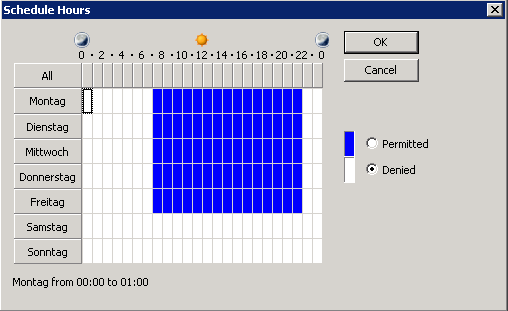 Schedule Hours
0 · 2 · 4 · 6 · 8 · 10 · 12 · 14 · 16 · 18 · 20 · 22 · 0
OK
Cancel
All
Montag
Dienstag
Mittwoch
Donnerstag
Freitag
Samstag
Sonntag
Permitted
Denied
Montag from 00:00 to 01:00